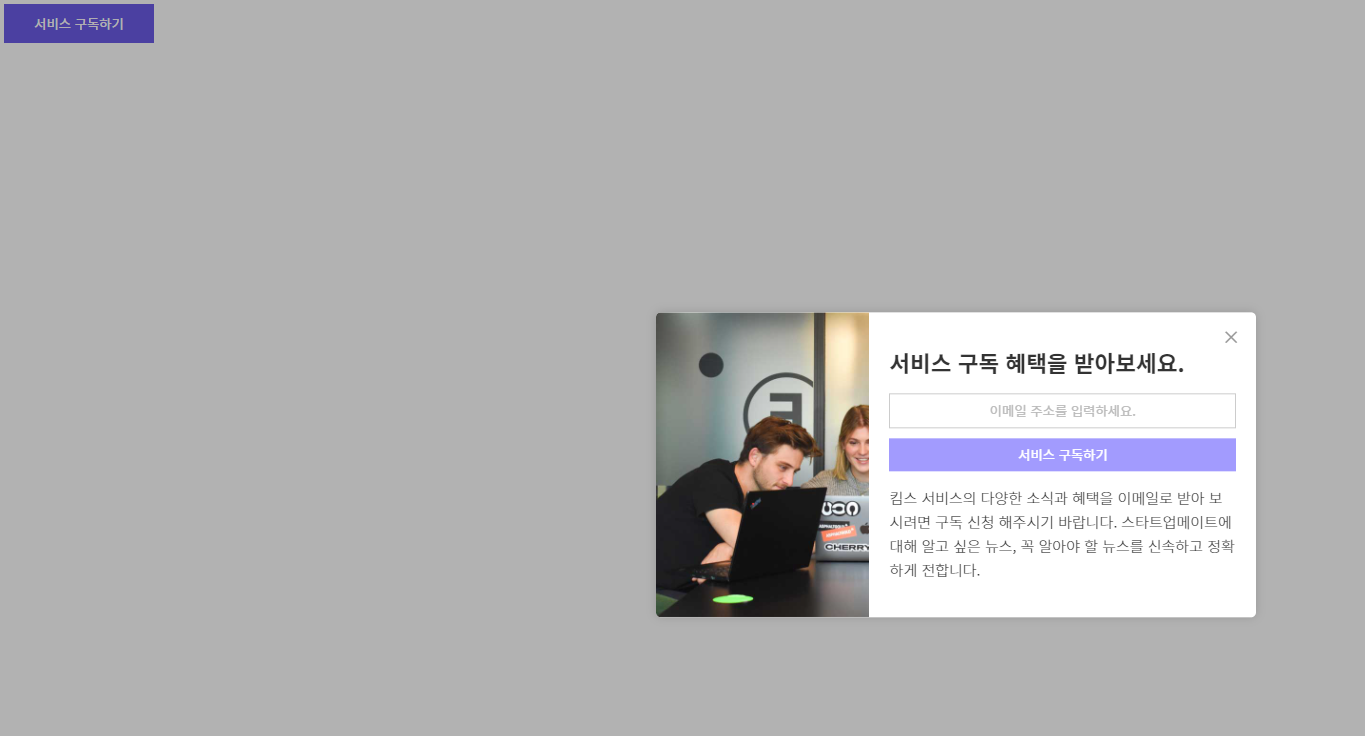 서비스 구독하기
서비스 구독 혜택을 받아보세요.
이메일 주소를 입력하세요.
서비스 구독하기
킴스 서비스의 다양한 소식과 혜택을 이메일로 받아 보
시려면 구독 신청 해주시기 바랍니다. 스타트업메이트에
대해 알고 싶은 뉴스, 꼭 알아야 할 뉴스를 신속하고 정확
하게 전합니다.
CHERRY